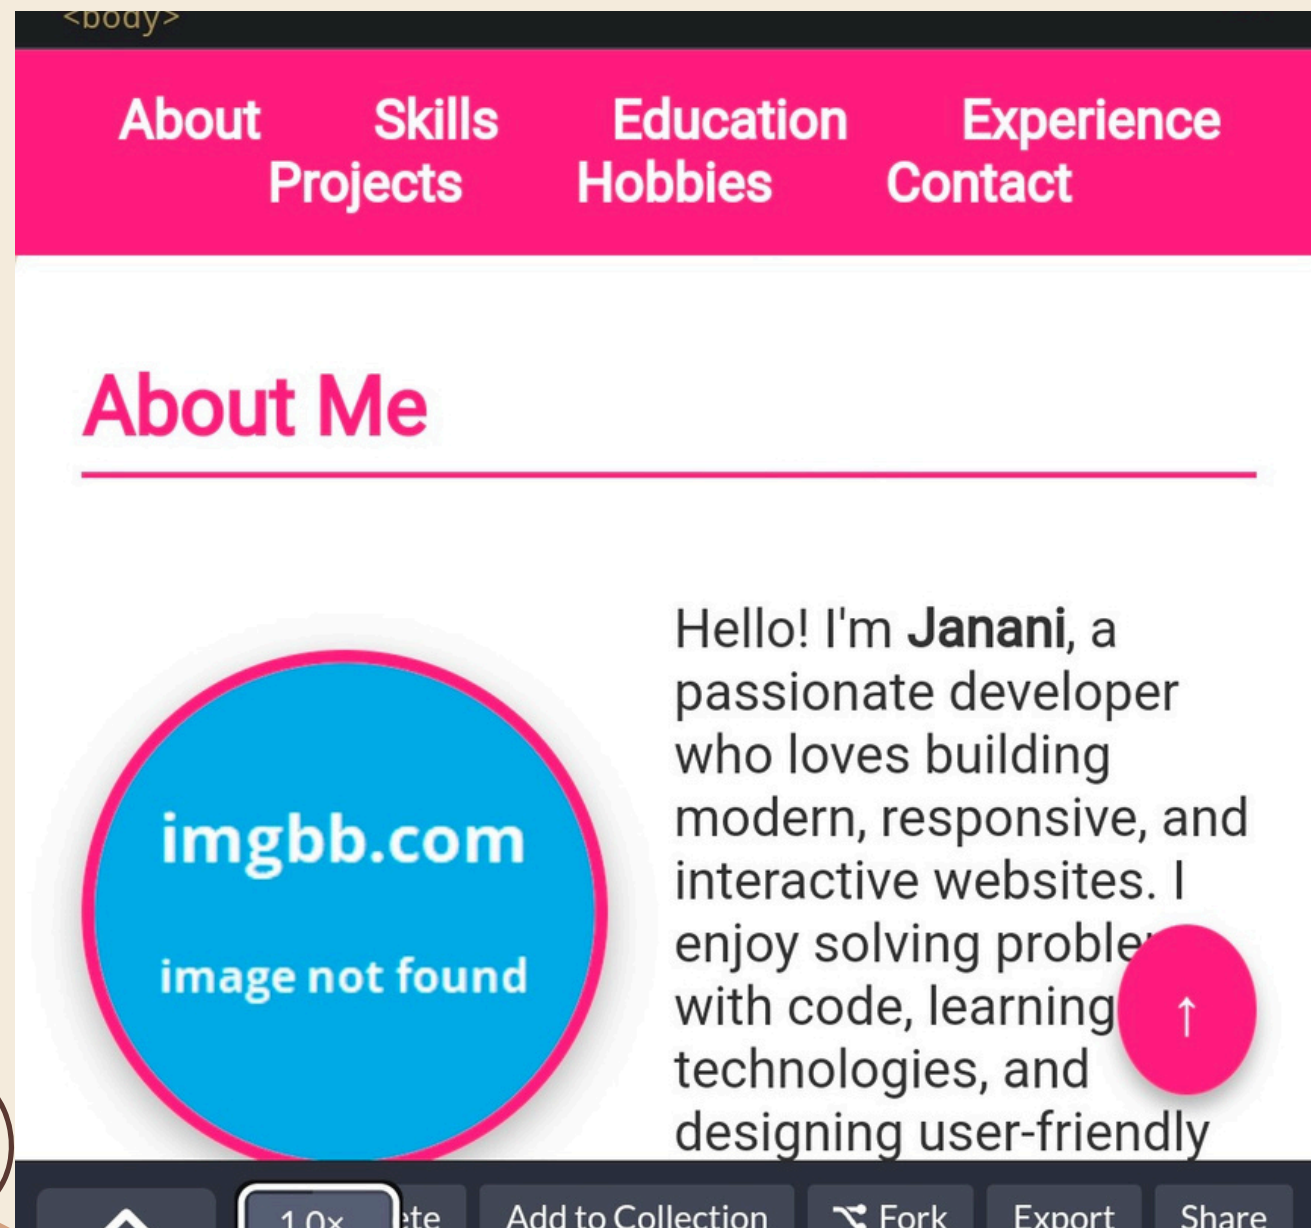 <body>
About Skills Education Experience
Projects Hobbies Contact
About Me
imgbb.com
image not found
Hello! I'm Janani, a
passionate developer
who loves building
modern, responsive, and
interactive websites. I
enjoy solving
with code, learning
technologies, and
designing user-friendly
↑
1.0× Add to Collection Fork Export Share